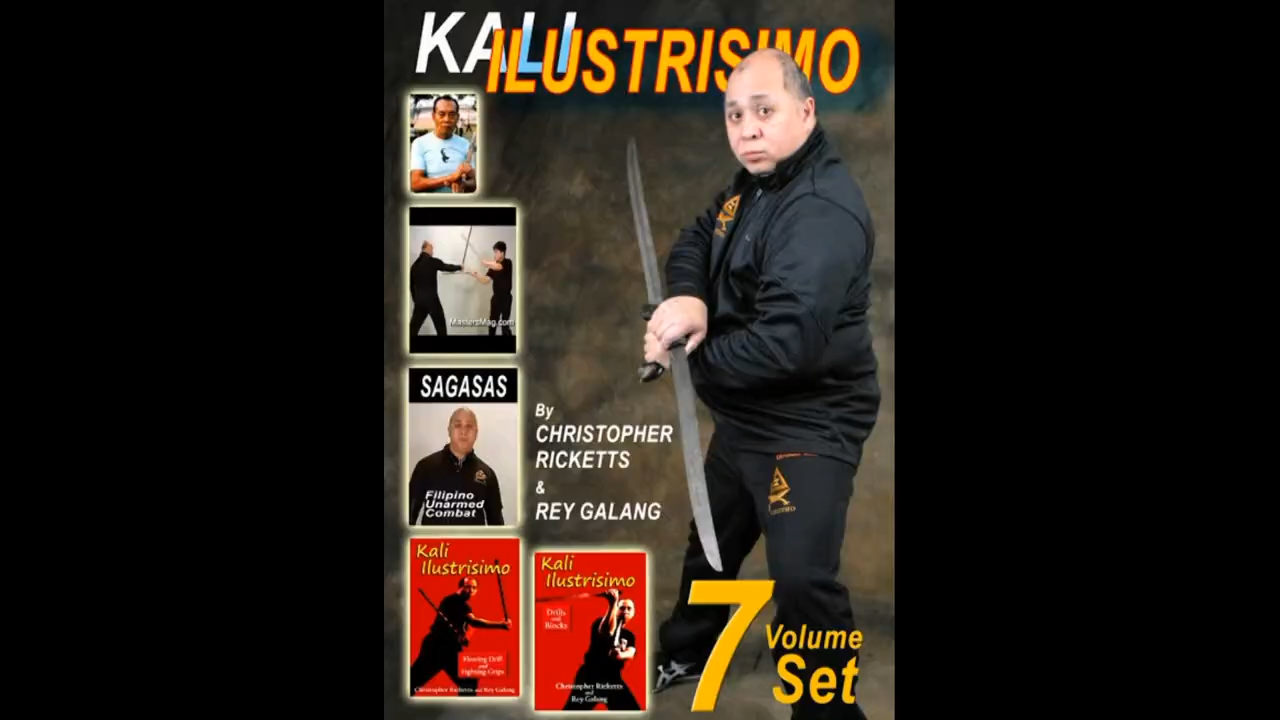 KALI
ILUSTRISIMO
MastersMag.com
SAGASAS
Filipino
Unarmed
Combat
By
CHRISTOPHER
RICKETTS
&
REY GALANG
Kali
Ilustrisimo
Flowing Drill
and
Fighting Grips
Christopher Ricketts and Rey Galang
Kali
Ilustrisimo
Drills
and
Blocks
Christopher Ricketts
and
Rey Galang
7
Volume
Set